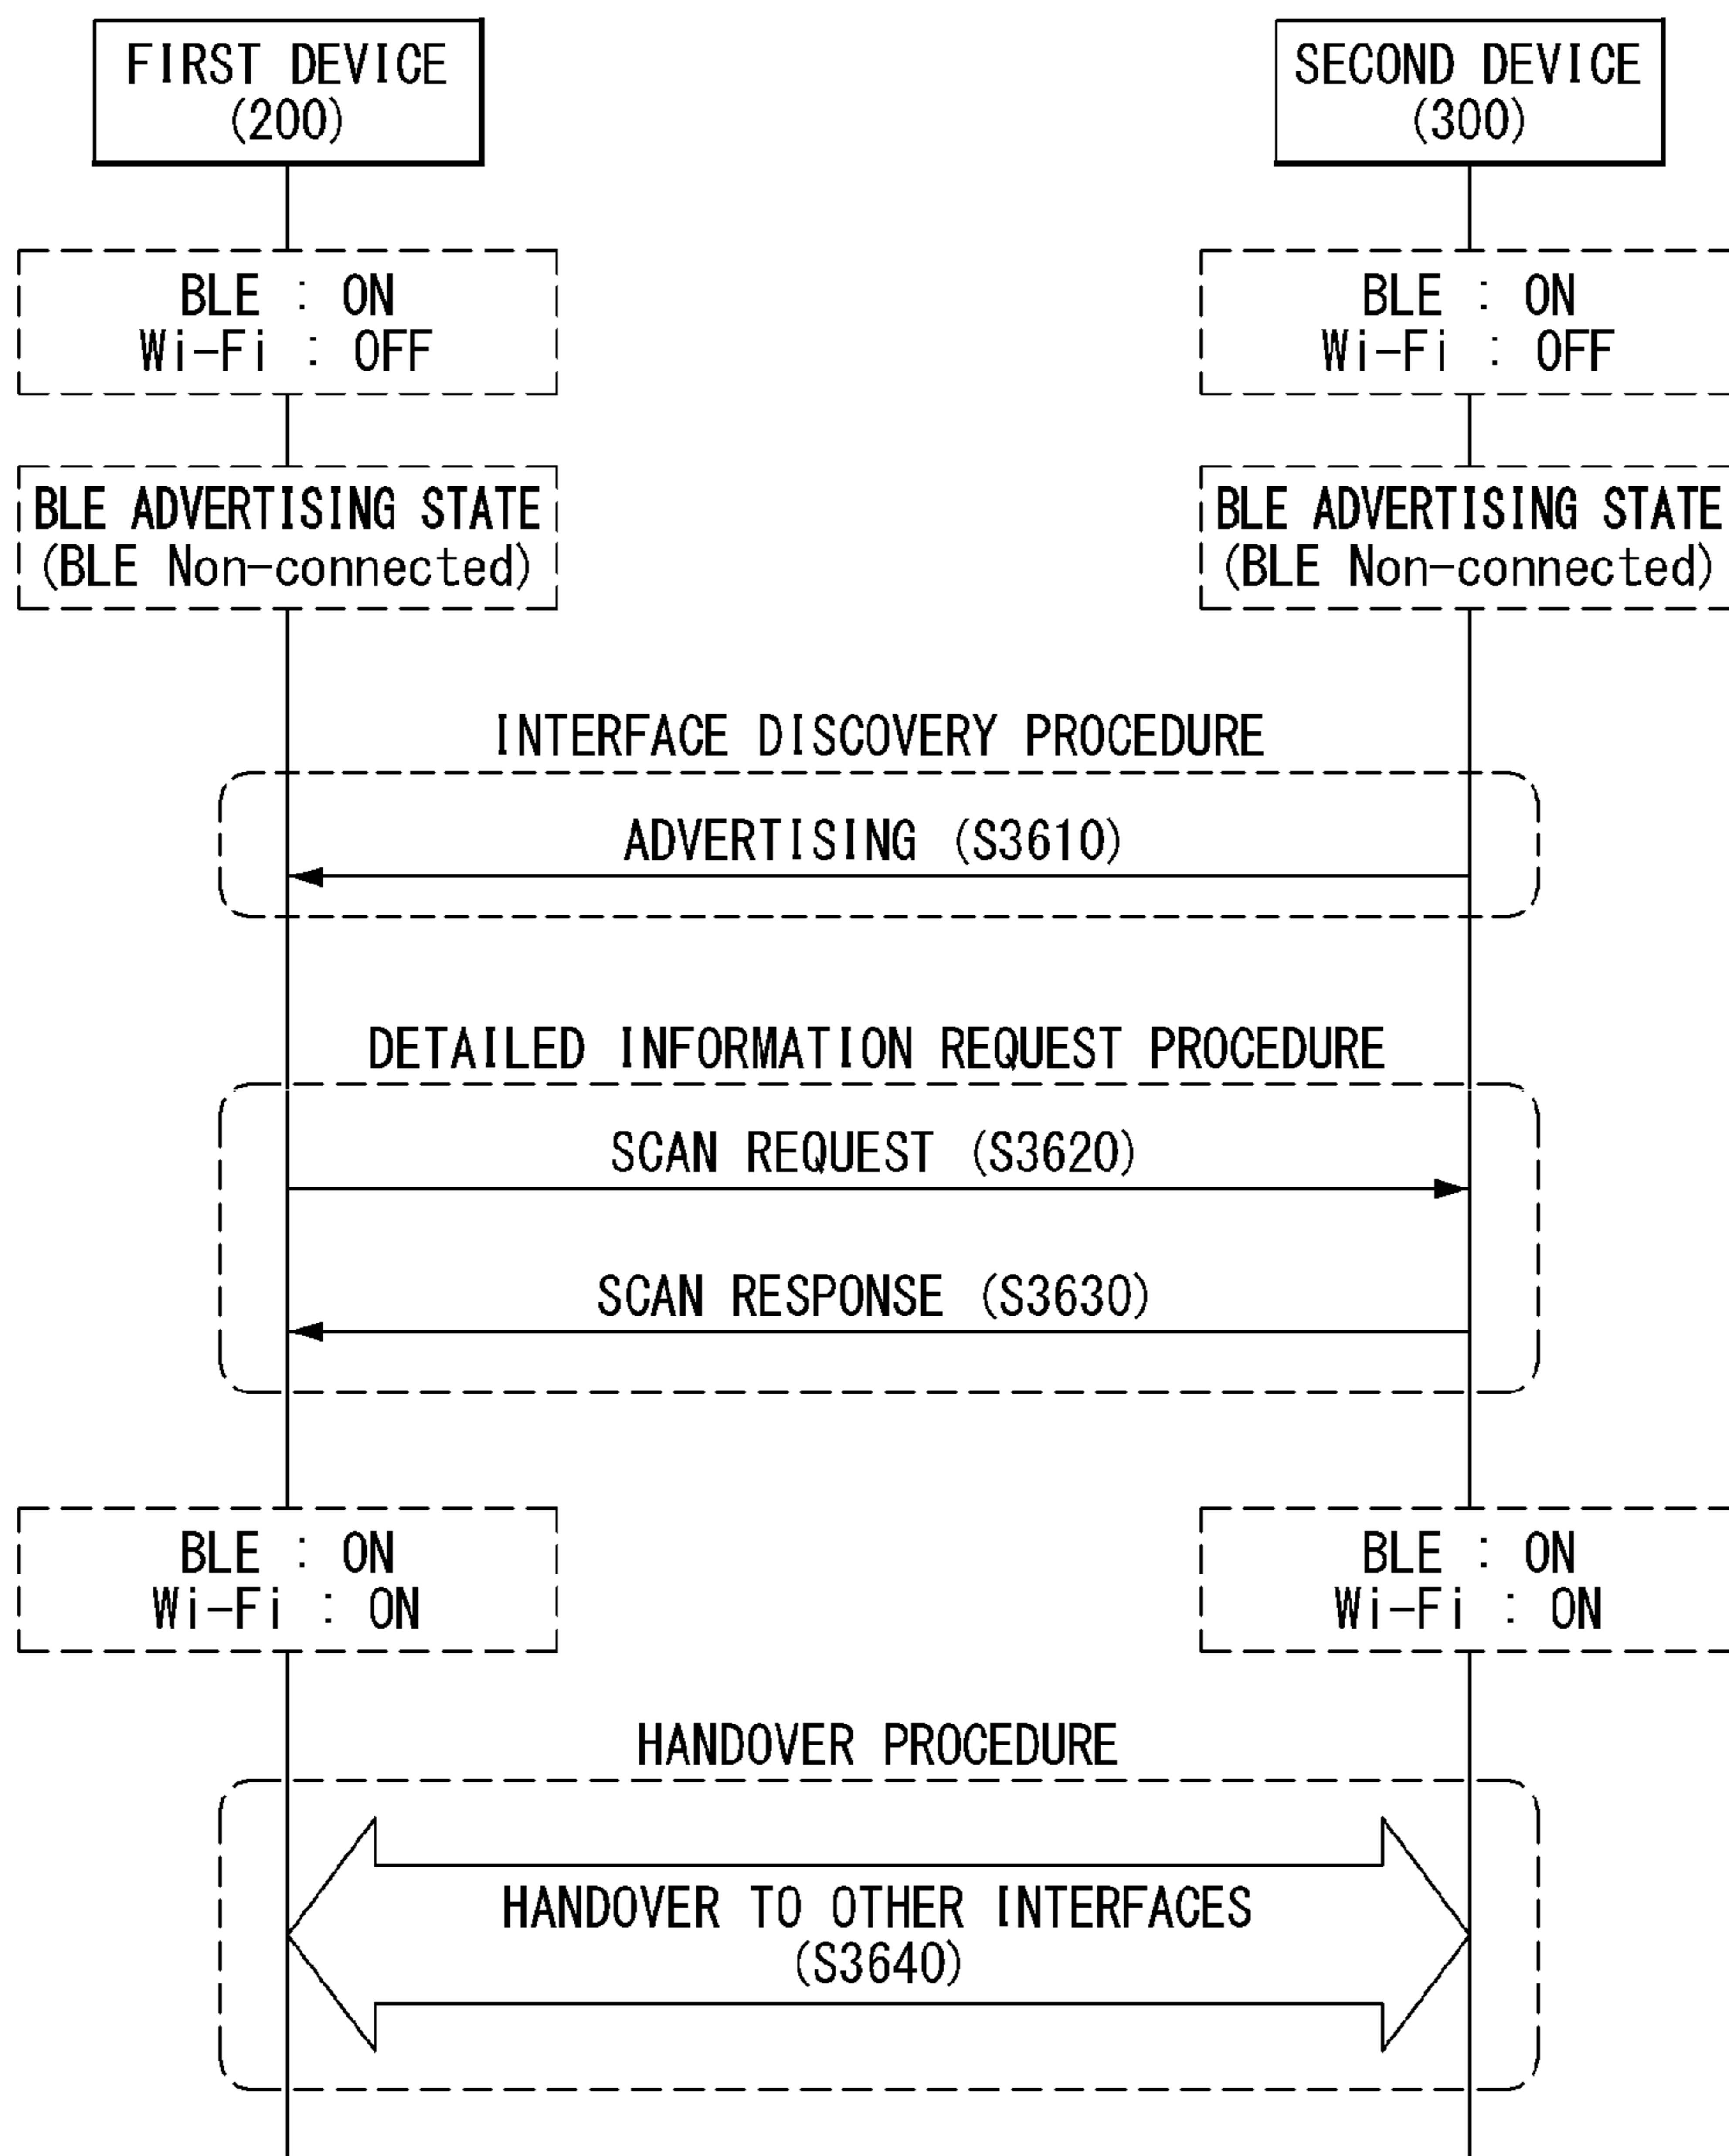 FIRST DEVICE
(200)
SECOND DEVICE
(300)
BLE : ON
Wi-Fi : OFF
BLE : ON
Wi-Fi : OFF
BLE ADVERTISING STATE
(BLE Non-connected)
BLE ADVERTISING STATE
(BLE Non-connected)
INTERFACE DISCOVERY PROCEDURE
ADVERTISING (S3610)
DETAILED INFORMATION REQUEST PROCEDURE
SCAN REQUEST (S3620)
SCAN RESPONSE (S3630)
BLE : ON
Wi-Fi : ON
BLE : ON
Wi-Fi : ON
HANDOVER PROCEDURE
HANDOVER TO OTHER INTERFACES
(S3640)